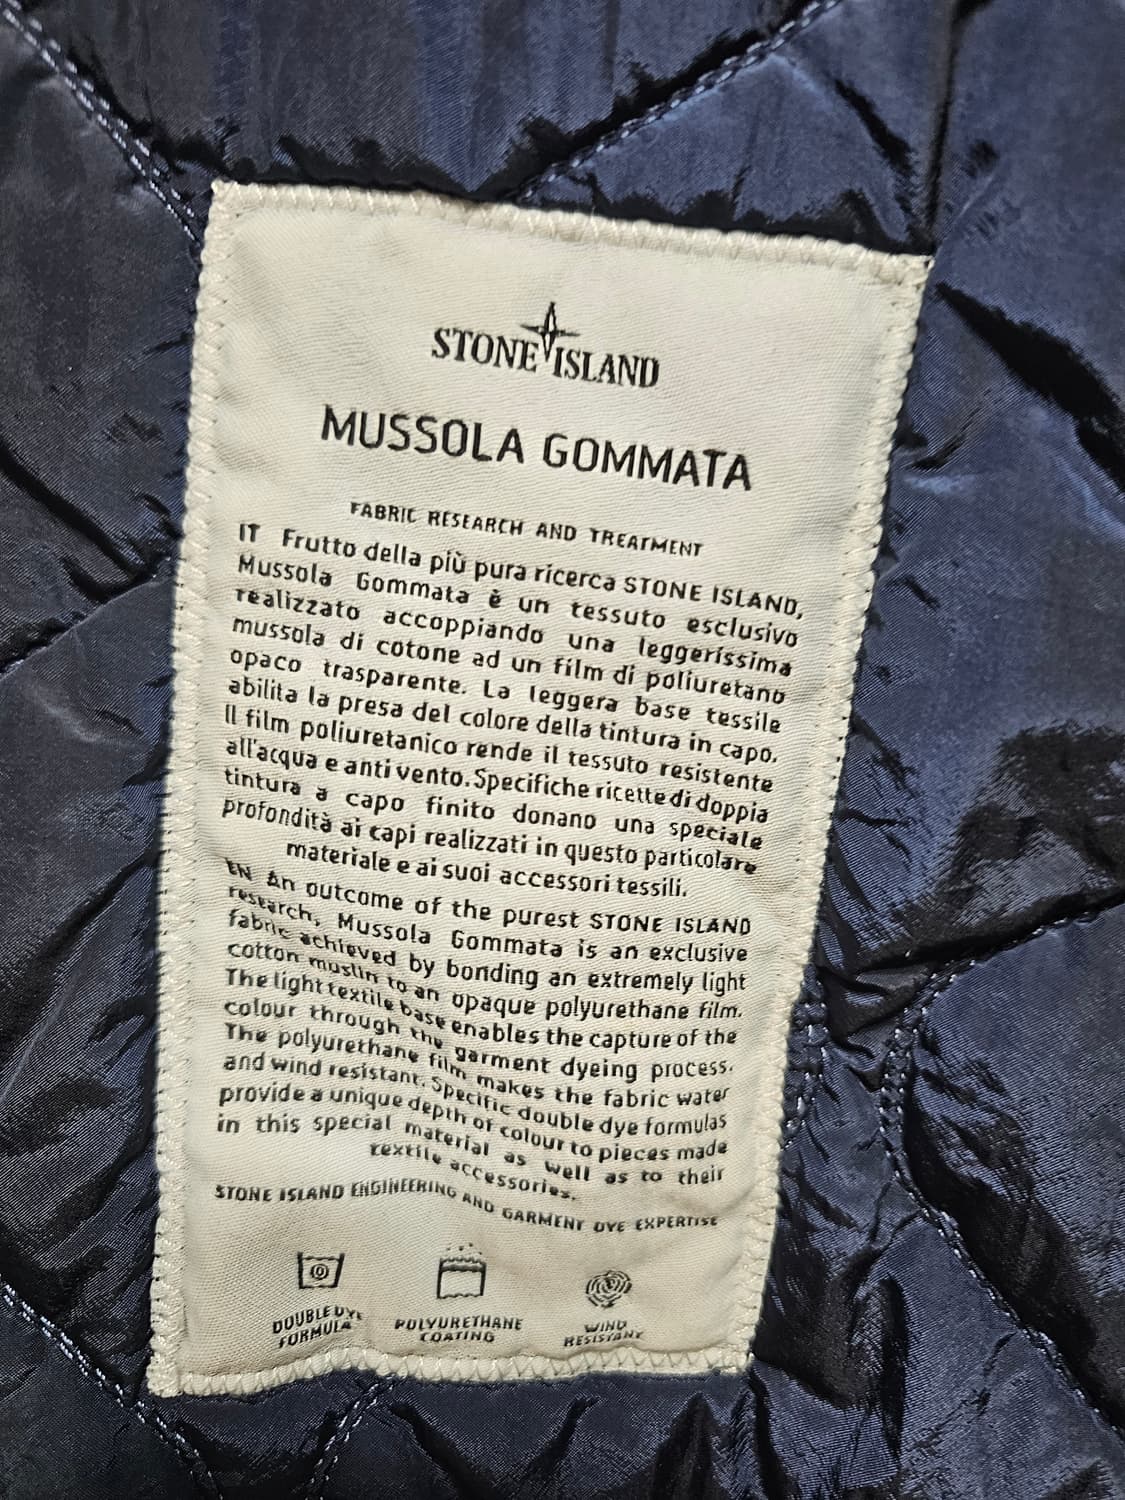 STONE ISLAND
MUSSOLA GOMMATA
FABRIC RESEARCH AND TREATMENT
IT Frutto della più pura ricerca STONE ISLAND,
Mussola Gommata è un tessuto esclusivo
realizzato accoppiando una leggerissima
mussola di cotone ad un film di poliuretano
opaco trasparente. La leggera base tessile
abilita la presa del colore della tintura in capo.
Il film poliuretanico rende il tessuto resistente
all'acqua e anti vento. Specifiche ricette di doppia
tintura a capo finito donano una speciale
profondità ai capi realizzati in questo particolare
materiale e ai suoi accessori tessili.
EN An outcome of the purest STONE ISLAND
research, Mussola Gommata is an exclusive
fabric achieved by bonding an extremely light
cotton muslin to an opaque polyurethane film.
The light textile base enables the capture of the
colour through the garment dyeing process.
The polyurethane film makes the fabric water
and wind resistant. Specific double dye formulas
provide a unique depth of colour to pieces made
in this special material as well as to their
textile accessories.
STONE ISLAND ENGINEERING AND GARMENT DYE EXPERTISE
DOUBLE DYE
FORMULA
POLYURETHANE
COATING
WIND
RESISTANT